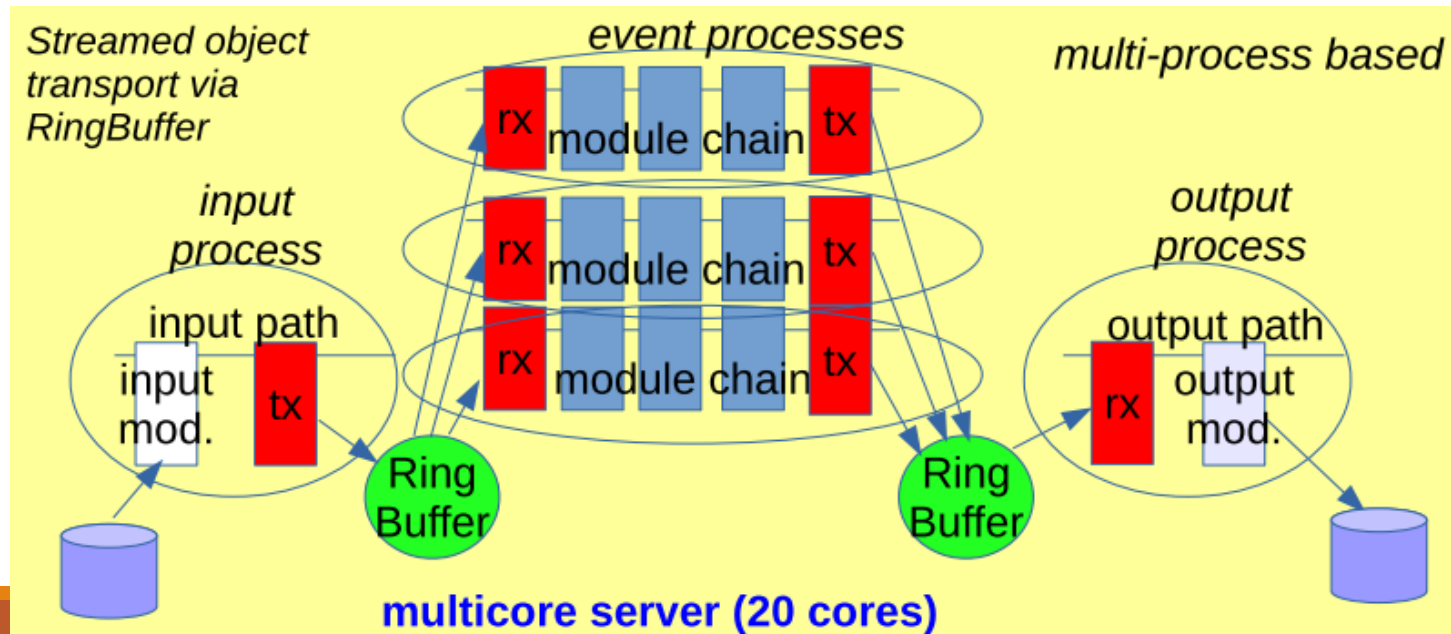 Streamed object
transport via
RingBuffer
event processes
multi-process based
rx
module chain
tx
rx
module chain
tx
rx
module chain
tx
input
process
input path
input
mod.
tx
Ring
Buffer
Ring
Buffer
output
process
output path
rx
output
mod.
multicore server (20 cores)